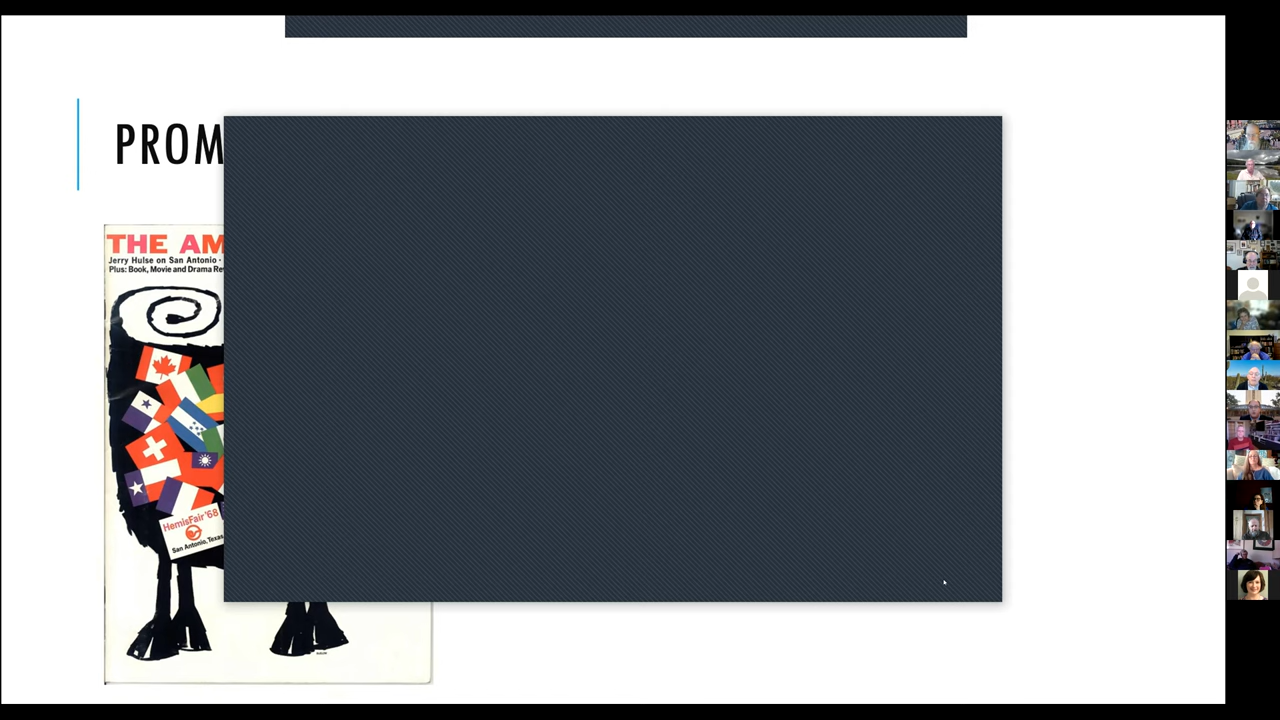 PROM
THE AM
Jerry Hulse on San Antonio •
Plus: Book, Movie and Drama Re
HemisFair'68
San Antonio, Texas